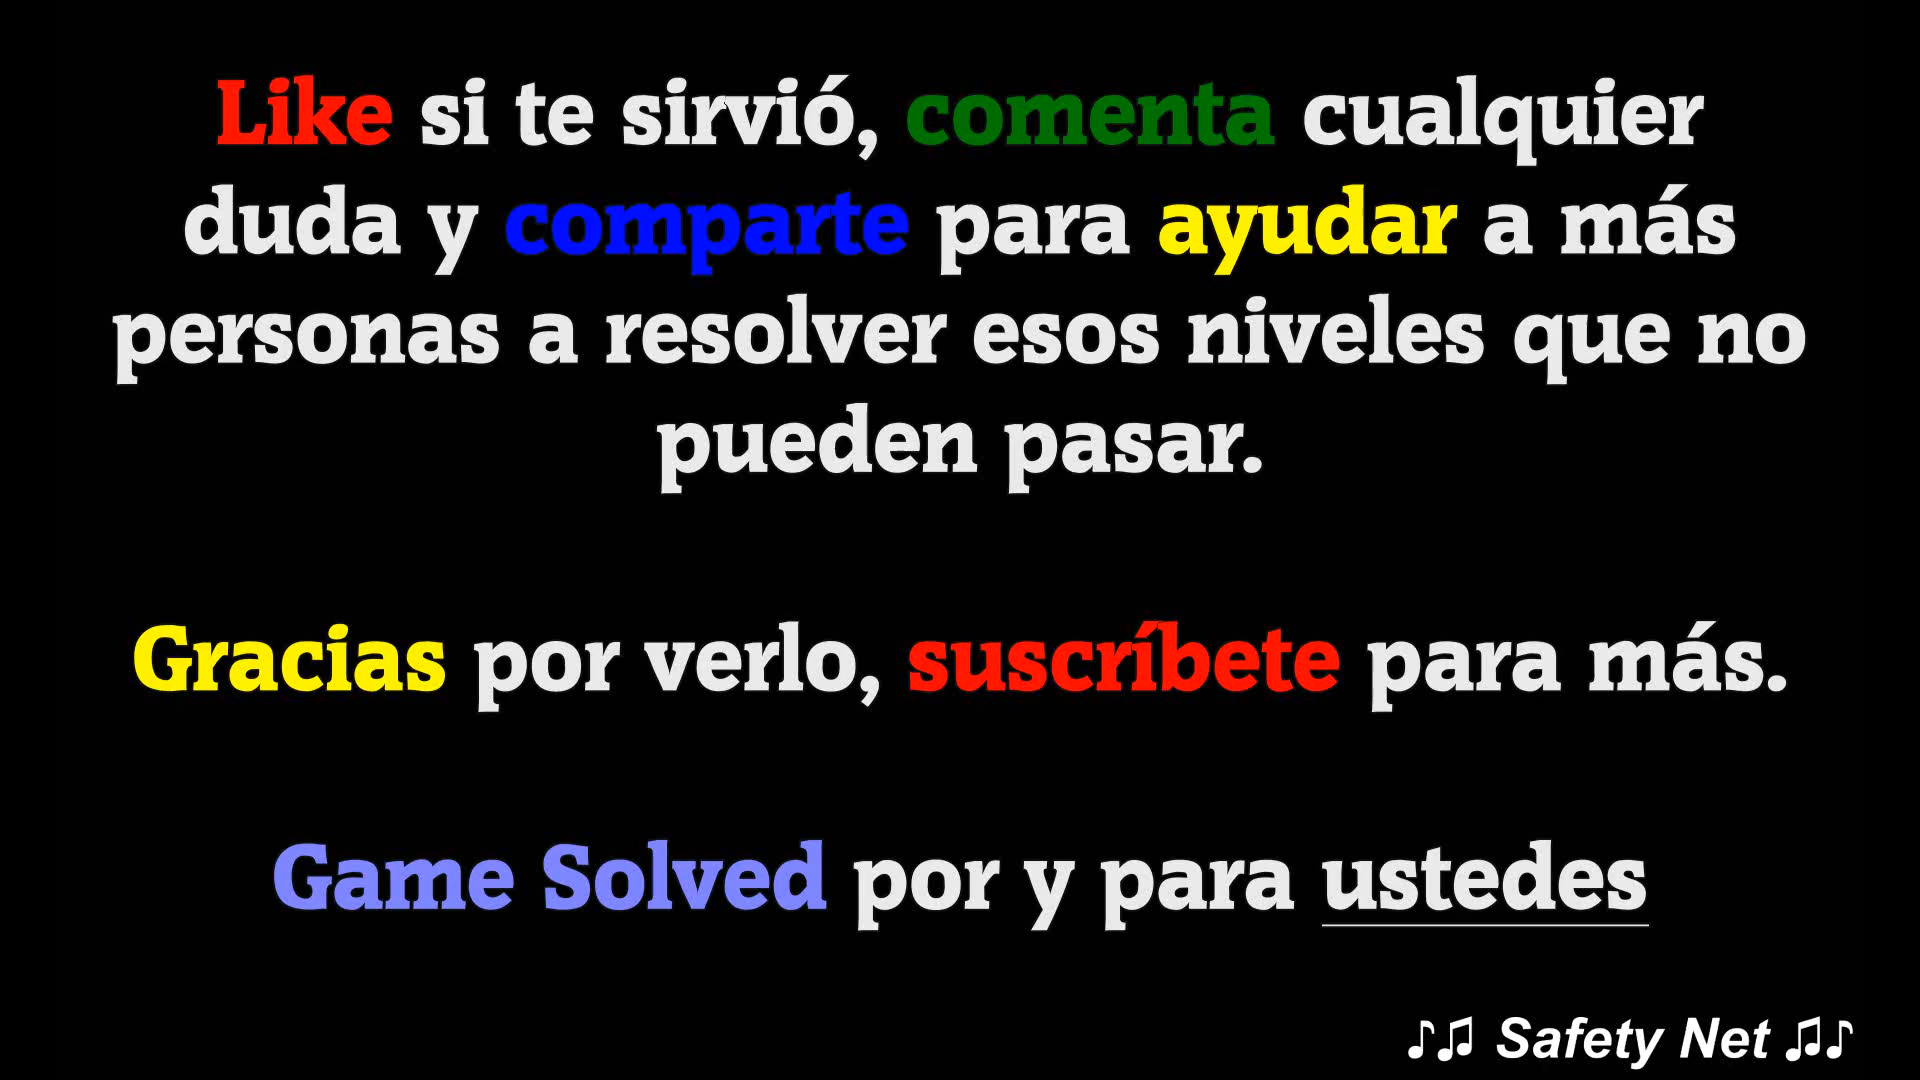 Like si te sirvió, comenta cualquier
duda y comparte para ayudar a más
personas a resolver esos niveles que no
pueden pasar.
Gracias por verlo, suscríbete para más.
Game Solved por y para ustedes
♪♫ Safety Net ♫♪